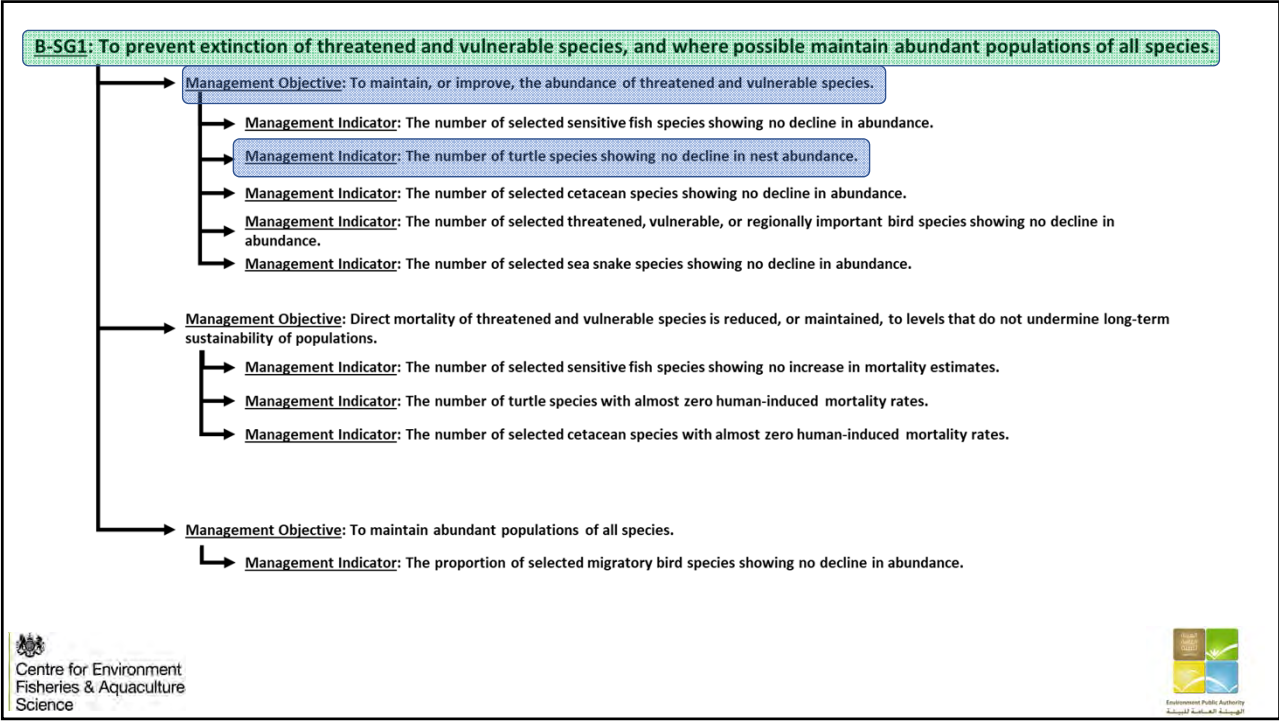 B-SG1: To prevent extinction of threatened and vulnerable species, and where possible maintain abundant populations of all species.
Management Objective: To maintain, or improve, the abundance of threatened and vulnerable species.
Management Indicator: The number of selected sensitive fish species showing no decline in abundance.
Management Indicator: The number of turtle species showing no decline in nest abundance.
Management Indicator: The number of selected cetacean species showing no decline in abundance.
Management Indicator: The number of selected threatened, vulnerable, or regionally important bird species showing no decline in
abundance.
Management Indicator: The number of selected sea snake species showing no decline in abundance.
Management Objective: Direct mortality of threatened and vulnerable species is reduced, or maintained, to levels that do not undermine long-term
sustainability of populations.
Management Indicator: The number of selected sensitive fish species showing no increase in mortality estimates.
Management Indicator: The number of turtle species with almost zero human-induced mortality rates.
Management Indicator: The number of selected cetacean species with almost zero human-induced mortality rates.
Management Objective: To maintain abundant populations of all species.
Management Indicator: The proportion of selected migratory bird species showing no decline in abundance.
Centre for Environment
Fisheries & Aquaculture
Science
Environment Public Authority
الهيئة العامة للبيئة